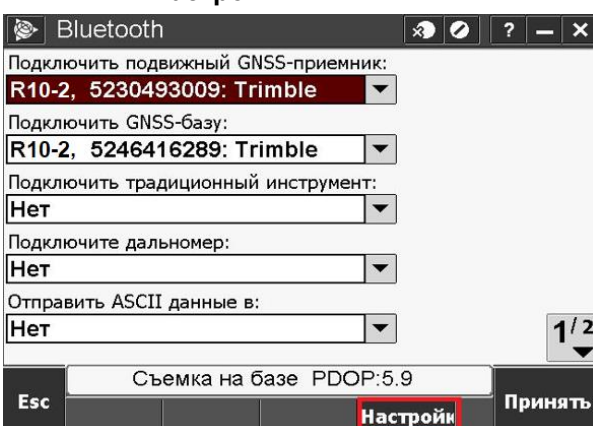 Bluetooth ? — ×
Подключить подвижный GNSS-приемник:
R10-2, 5230493009: Trimble
Подключить GNSS-базу:
R10-2, 5246416289: Trimble
Подключить традиционный инструмент:
Нет
Подключите дальномер:
Нет
Отправить ASCII данные в:
Нет
1/2
Съемка на базе PDOP:5.9
Esc Настройк Принять